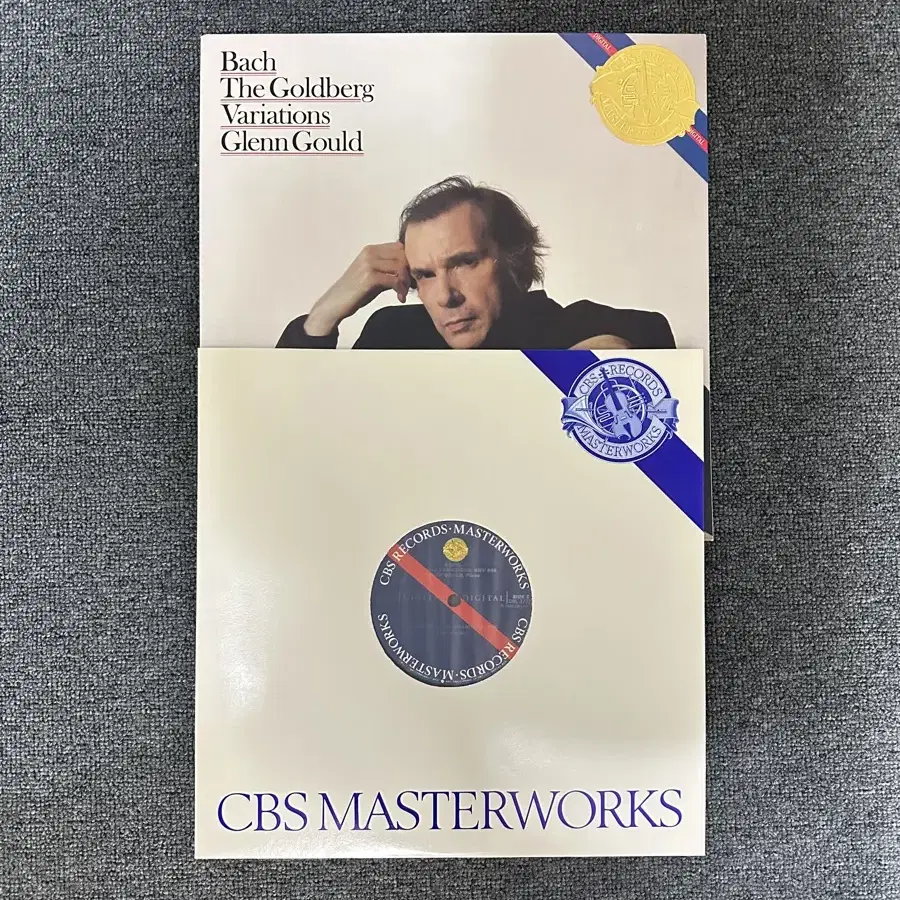 Bach
The Goldberg
Variations
Glenn Gould
DIGITAL
DIGITAL
CBS RECORDS
MASTERWORKS
CBS RECORDS · MASTERWORKS
DIGITAL
CBS RECORDS · MASTERWORKS
CBS MASTERWORKS